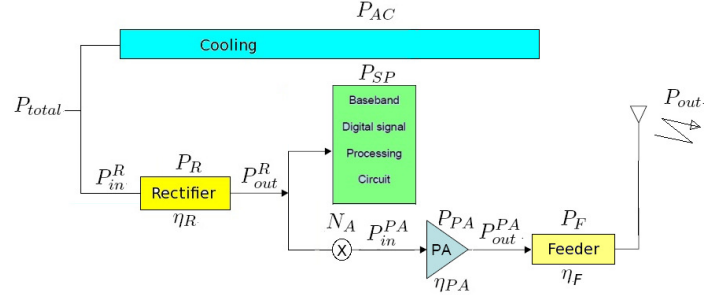 P_AC
Cooling
P_total
P_SP
Baseband
Digital signal
Processing
Circuit
P_out
P_in^R
P_R
Rectifier
η_R
P_out^R
N_A
X
P_in^PA
P_PA
PA
η_PA
P_out^PA
P_F
Feeder
η_F